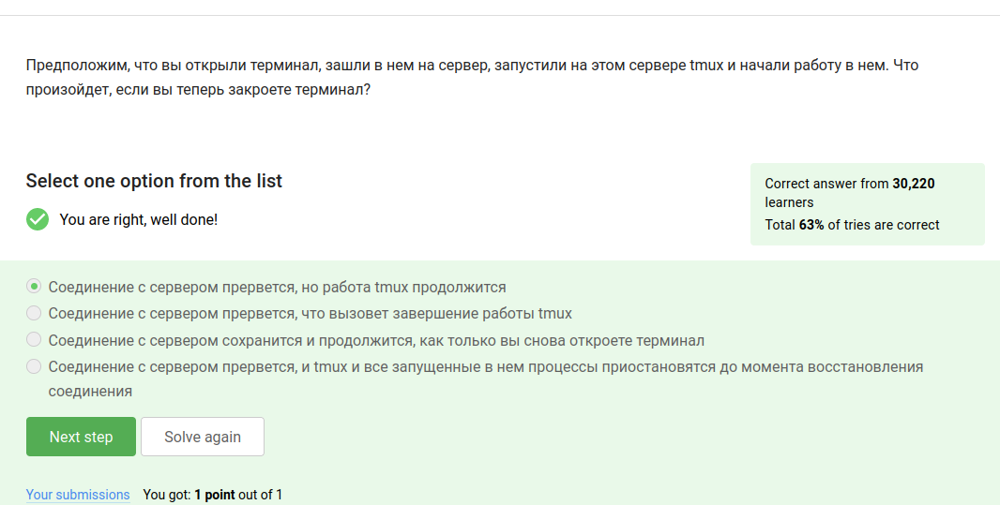 Предположим, что вы открыли терминал, зашли в нем на сервер, запустили на этом сервере tmux и начали работу в нем. Что
произойдет, если вы теперь закроете терминал?
Select one option from the list
You are right, well done!
Correct answer from 30,220
learners
Total 63% of tries are correct
Соединение с сервером прервется, но работа tmux продолжится
Соединение с сервером прервется, что вызовет завершение работы tmux
Соединение с сервером сохранится и продолжится, как только вы снова откроете терминал
Соединение с сервером прервется, и tmux и все запущенные в нем процессы приостановятся до момента восстановления
соединения
Next step
Solve again
Your submissions You got: 1 point out of 1